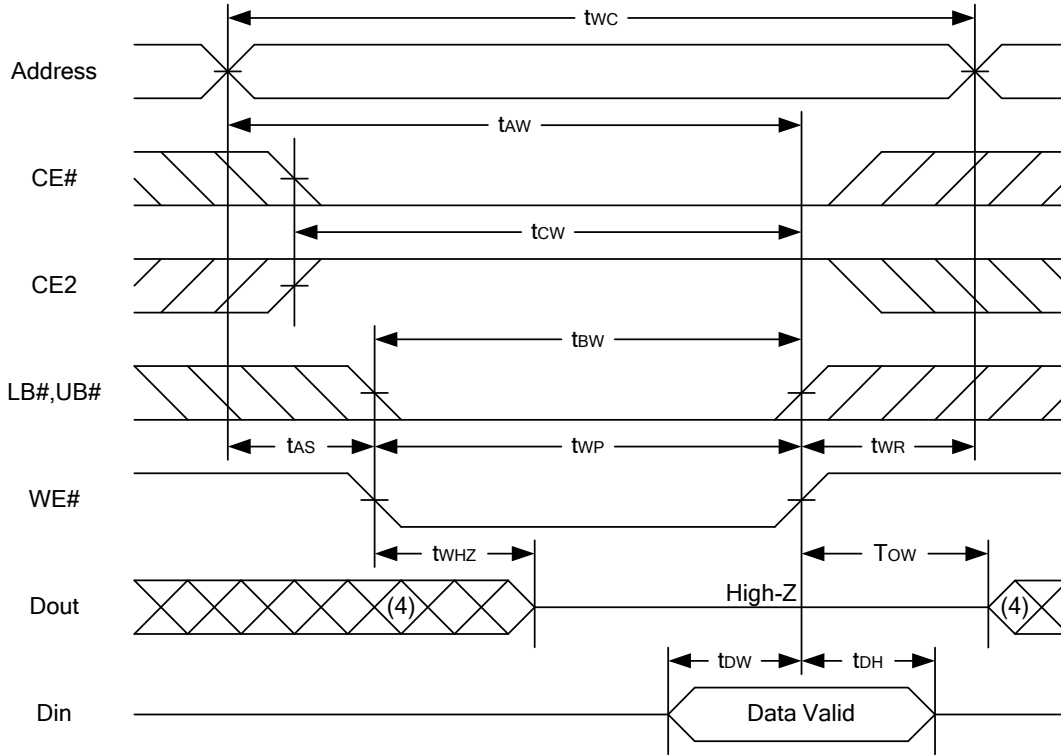 tWC
Address
tAW
CE#
tCW
CE2
tBW
LB#,UB#
tAS
tWP
tWR
WE#
tWHZ
TOW
Dout
(4)
High-Z
(4)
tDW
tDH
Din
Data Valid